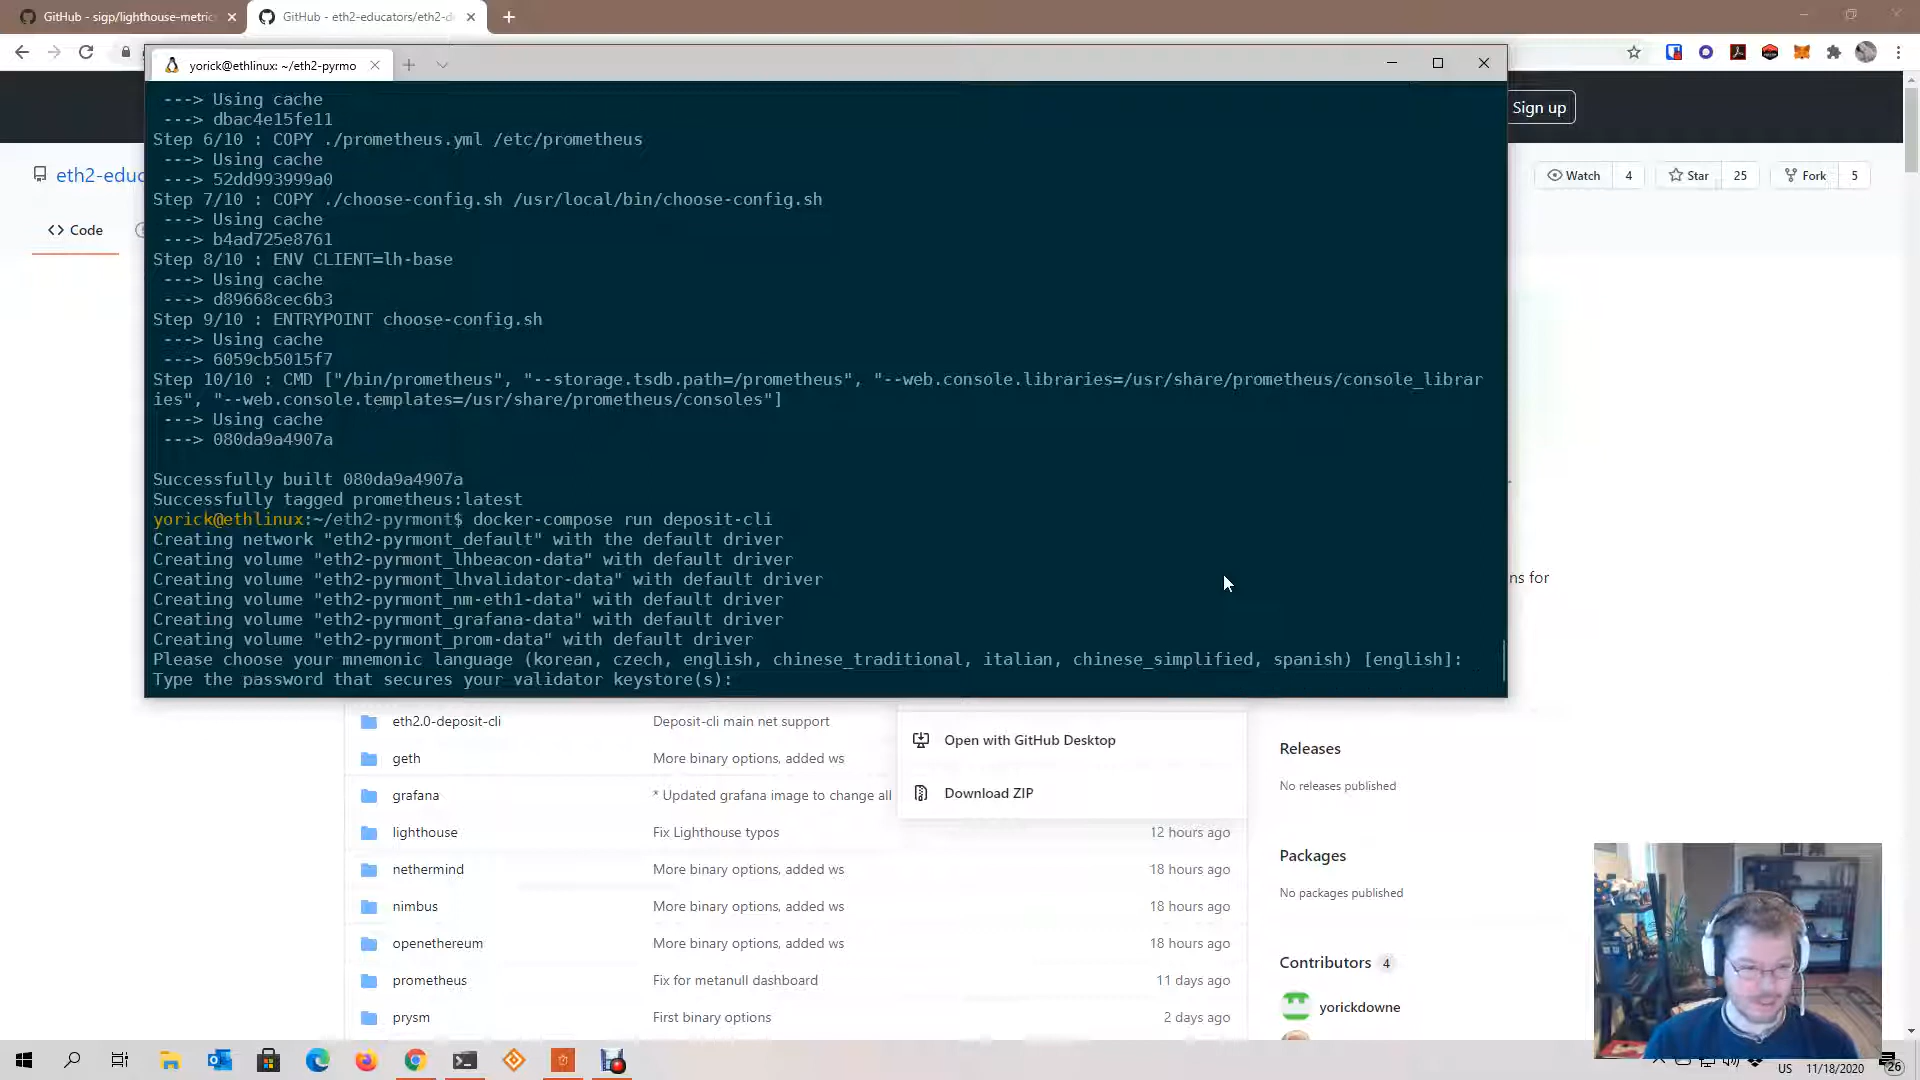 GitHub - sigp/lighthouse-metric
GitHub - eth2-educators/eth2-d
yorick@ethlinux: ~/eth2-pyrmo
---> Using cache
---> dbac4e15fe11
Step 6/10 : COPY ./prometheus.yml /etc/prometheus
---> Using cache
---> 52dd993999a0
Step 7/10 : COPY ./choose-config.sh /usr/local/bin/choose-config.sh
---> Using cache
---> b4ad725e8761
Step 8/10 : ENV CLIENT=lh-base
---> Using cache
---> d89668cec6b3
Step 9/10 : ENTRYPOINT choose-config.sh
---> Using cache
---> 6059cb5015f7
Step 10/10 : CMD ["/bin/prometheus", "--storage.tsdb.path=/prometheus", "--web.console.libraries=/usr/share/prometheus/console_librar
ies", "--web.console.templates=/usr/share/prometheus/consoles"]
---> Using cache
---> 080da9a4907a
Successfully built 080da9a4907a
Successfully tagged prometheus:latest
yorick@ethlinux:~/eth2-pyrmont$ docker-compose run deposit-cli
Creating network "eth2-pyrmont_default" with the default driver
Creating volume "eth2-pyrmont_lhbeacon-data" with default driver
Creating volume "eth2-pyrmont_lhvalidator-data" with default driver
Creating volume "eth2-pyrmont_nm-eth1-data" with default driver
Creating volume "eth2-pyrmont_grafana-data" with default driver
Creating volume "eth2-pyrmont_prom-data" with default driver
Please choose your mnemonic language (korean, czech, english, chinese_traditional, italian, chinese_simplified, spanish) [english]:
Type the password that secures your validator keystore(s):
Sign up
eth2-educ
Watch 4 Star 25 Fork 5
<> Code
ns for
eth2.0-deposit-cli Deposit-cli main net support
geth More binary options, added ws
grafana * Updated grafana image to change all
lighthouse Fix Lighthouse typos 12 hours ago
nethermind More binary options, added ws 18 hours ago
nimbus More binary options, added ws 18 hours ago
openethereum More binary options, added ws 18 hours ago
prometheus Fix for metanull dashboard 11 days ago
prysm First binary options 2 days ago
Open with GitHub Desktop
Download ZIP
Releases
No releases published
Packages
No packages published
Contributors 4
yorickdowne
US 11/18/2020 26